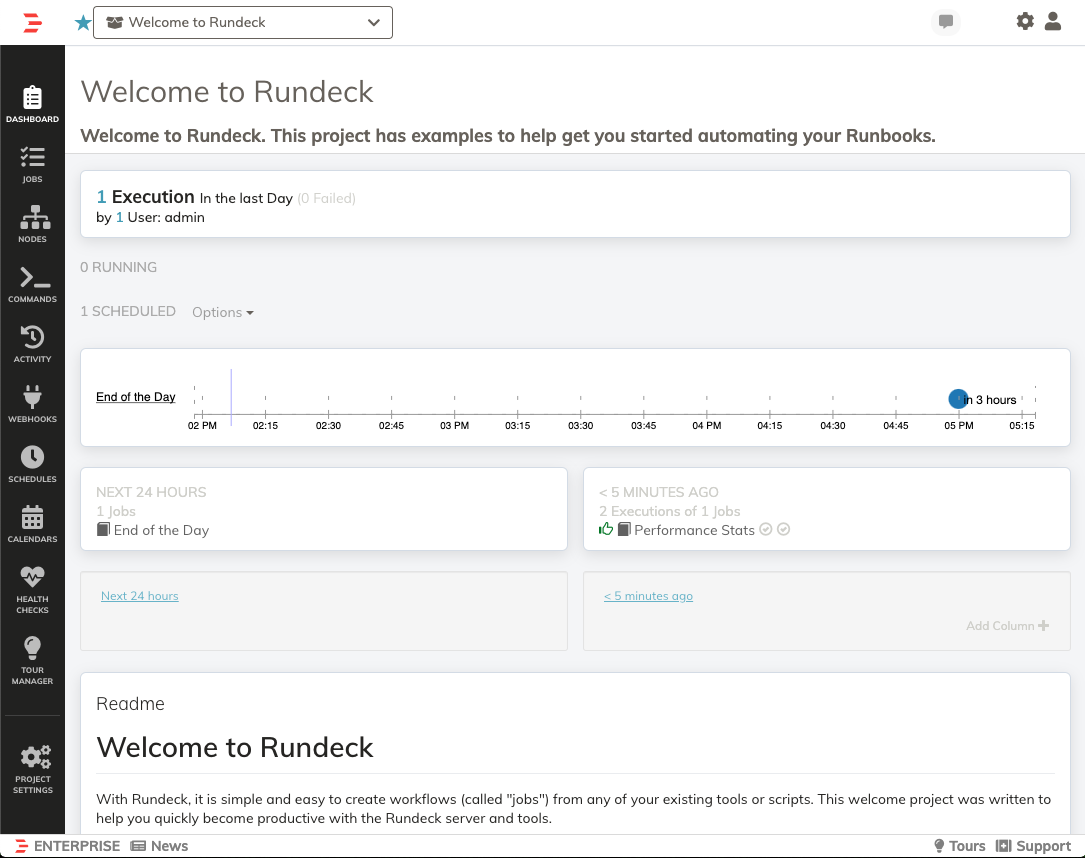 Welcome to Rundeck
DASHBOARD
JOBS
NODES
COMMANDS
ACTIVITY
WEBHOOKS
SCHEDULES
CALENDARS
HEALTH
CHECKS
TOUR
MANAGER
PROJECT
SETTINGS
Welcome to Rundeck
Welcome to Rundeck. This project has examples to help get you started automating your Runbooks.
1 Execution In the last Day (0 Failed)
by 1 User: admin
0 RUNNING
1 SCHEDULED Options
End of the Day
in 3 hours
02 PM 02:15 02:30 02:45 03 PM 03:15 03:30 03:45 04 PM 04:15 04:30 04:45 05 PM 05:15
NEXT 24 HOURS
1 Jobs
End of the Day
< 5 MINUTES AGO
2 Executions of 1 Jobs
Performance Stats
Next 24 hours
< 5 minutes ago
Add Column
Readme
Welcome to Rundeck
With Rundeck, it is simple and easy to create workflows (called "jobs") from any of your existing tools or scripts. This welcome project was written to
help you quickly become productive with the Rundeck server and tools.
ENTERPRISE News Tours Support